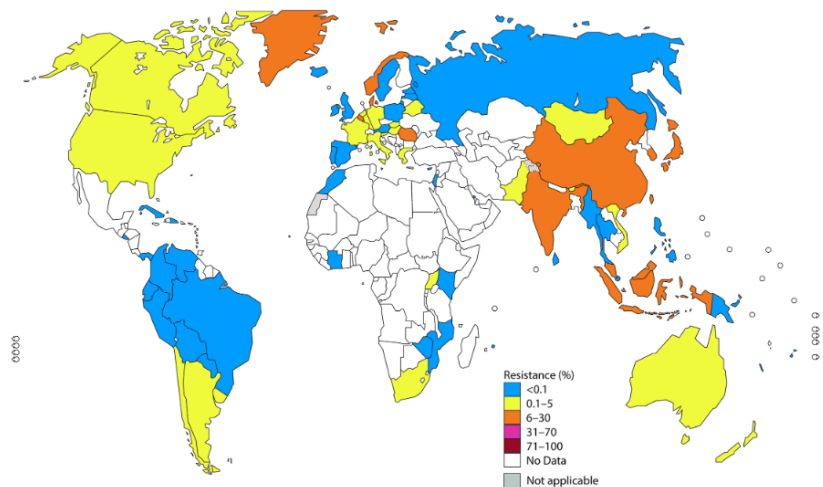 Resistance (%)
<0.1
0.1–5
6–30
31–70
71–100
No Data
Not applicable